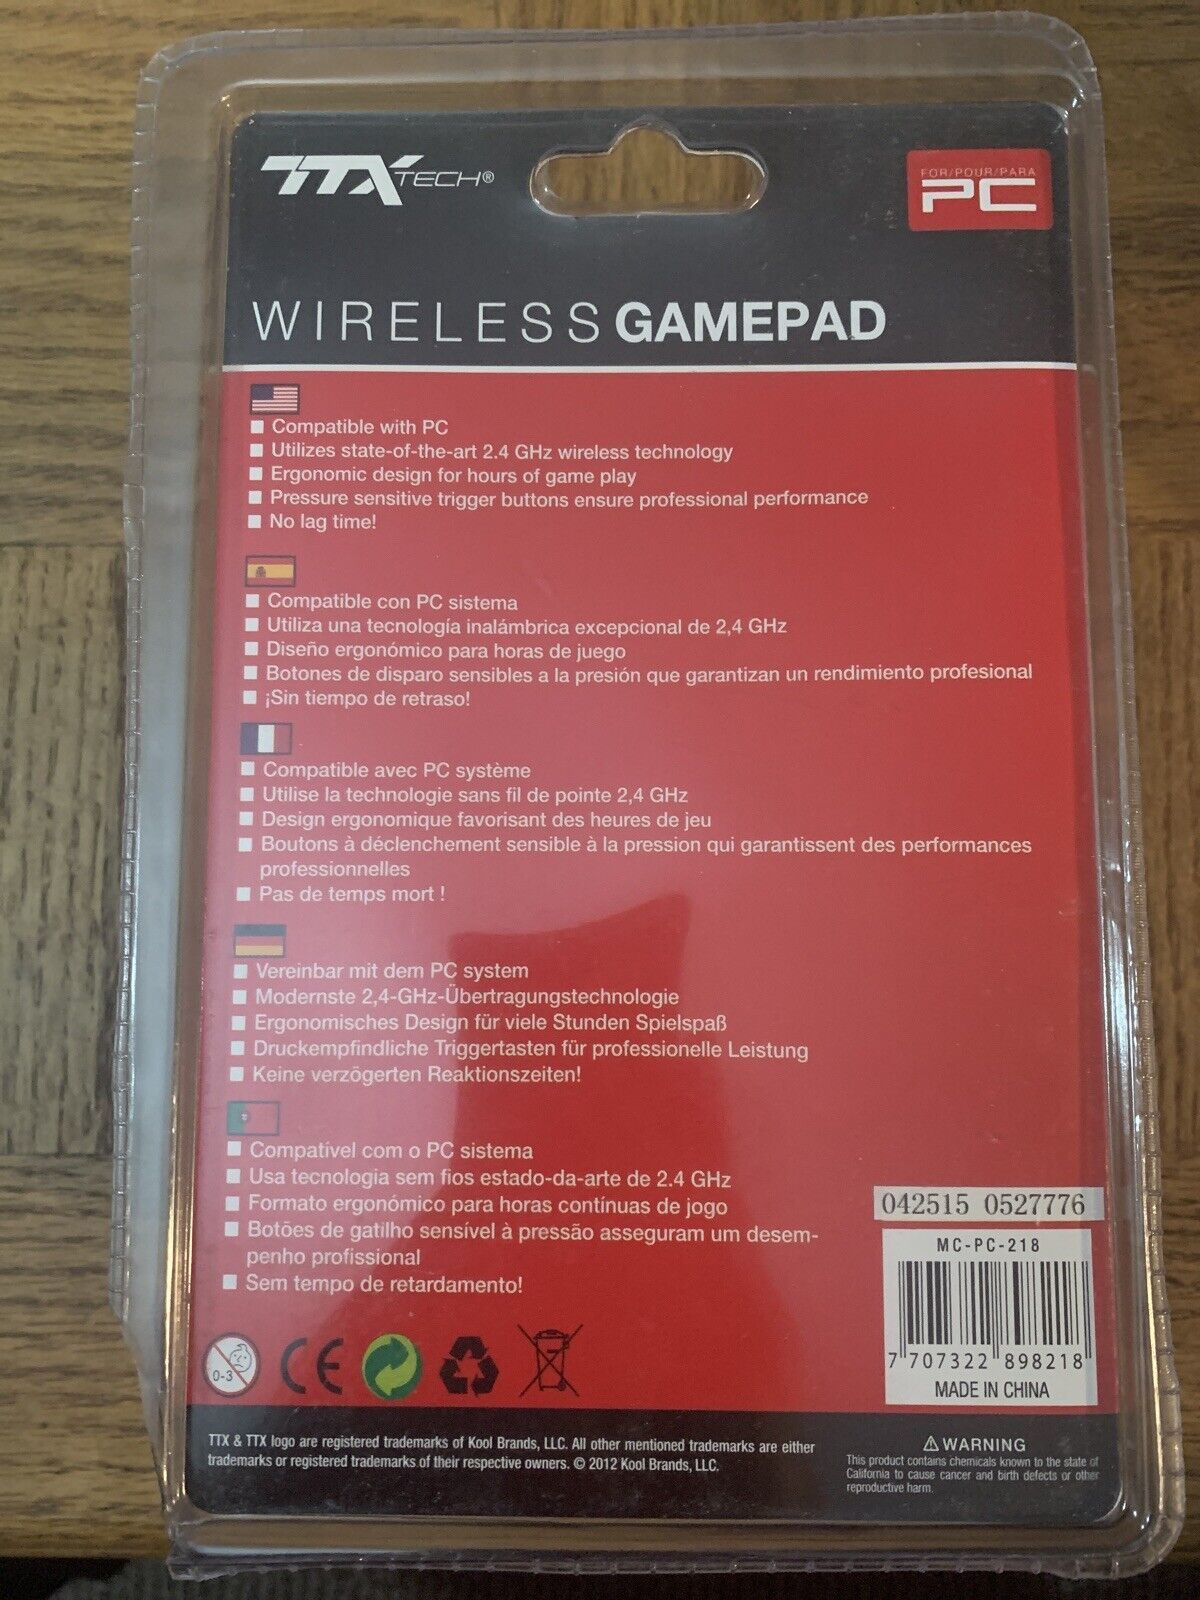 TTX TECH®
FOR/POUR/PARA
PC
WIRELESS GAMEPAD
Compatible with PC
Utilizes state-of-the-art 2.4 GHz wireless technology
Ergonomic design for hours of game play
Pressure sensitive trigger buttons ensure professional performance
No lag time!
Compatible con PC sistema
Utiliza una tecnología inalámbrica excepcional de 2,4 GHz
Diseño ergonómico para horas de juego
Botones de disparo sensibles a la presión que garantizan un rendimiento profesional
¡Sin tiempo de retraso!
Compatible avec PC système
Utilise la technologie sans fil de pointe 2,4 GHz
Design ergonomique favorisant des heures de jeu
Boutons à déclenchement sensible à la pression qui garantissent des performances
professionnelles
Pas de temps mort !
Vereinbar mit dem PC system
Modernste 2,4-GHz-Übertragungstechnologie
Ergonomisches Design für viele Stunden Spielspaß
Druckempfindliche Triggertasten für professionelle Leistung
Keine verzögerten Reaktionszeiten!
Compatível com o PC sistema
Usa tecnologia sem fios estado-da-arte de 2.4 GHz
Formato ergonómico para horas contínuas de jogo
Botões de gatilho sensível à pressão asseguram um desem-
penho profissional
Sem tempo de retardamento!
042515 0527776
MC-PC-218
7 707322 898218
MADE IN CHINA
0-3
CE
TTX & TTX logo are registered trademarks of Kool Brands, LLC. All other mentioned trademarks are either
trademarks or registered trademarks of their respective owners. © 2012 Kool Brands, LLC.
WARNING
This product contains chemicals known to the state of
California to cause cancer and birth defects or other
reproductive harm.